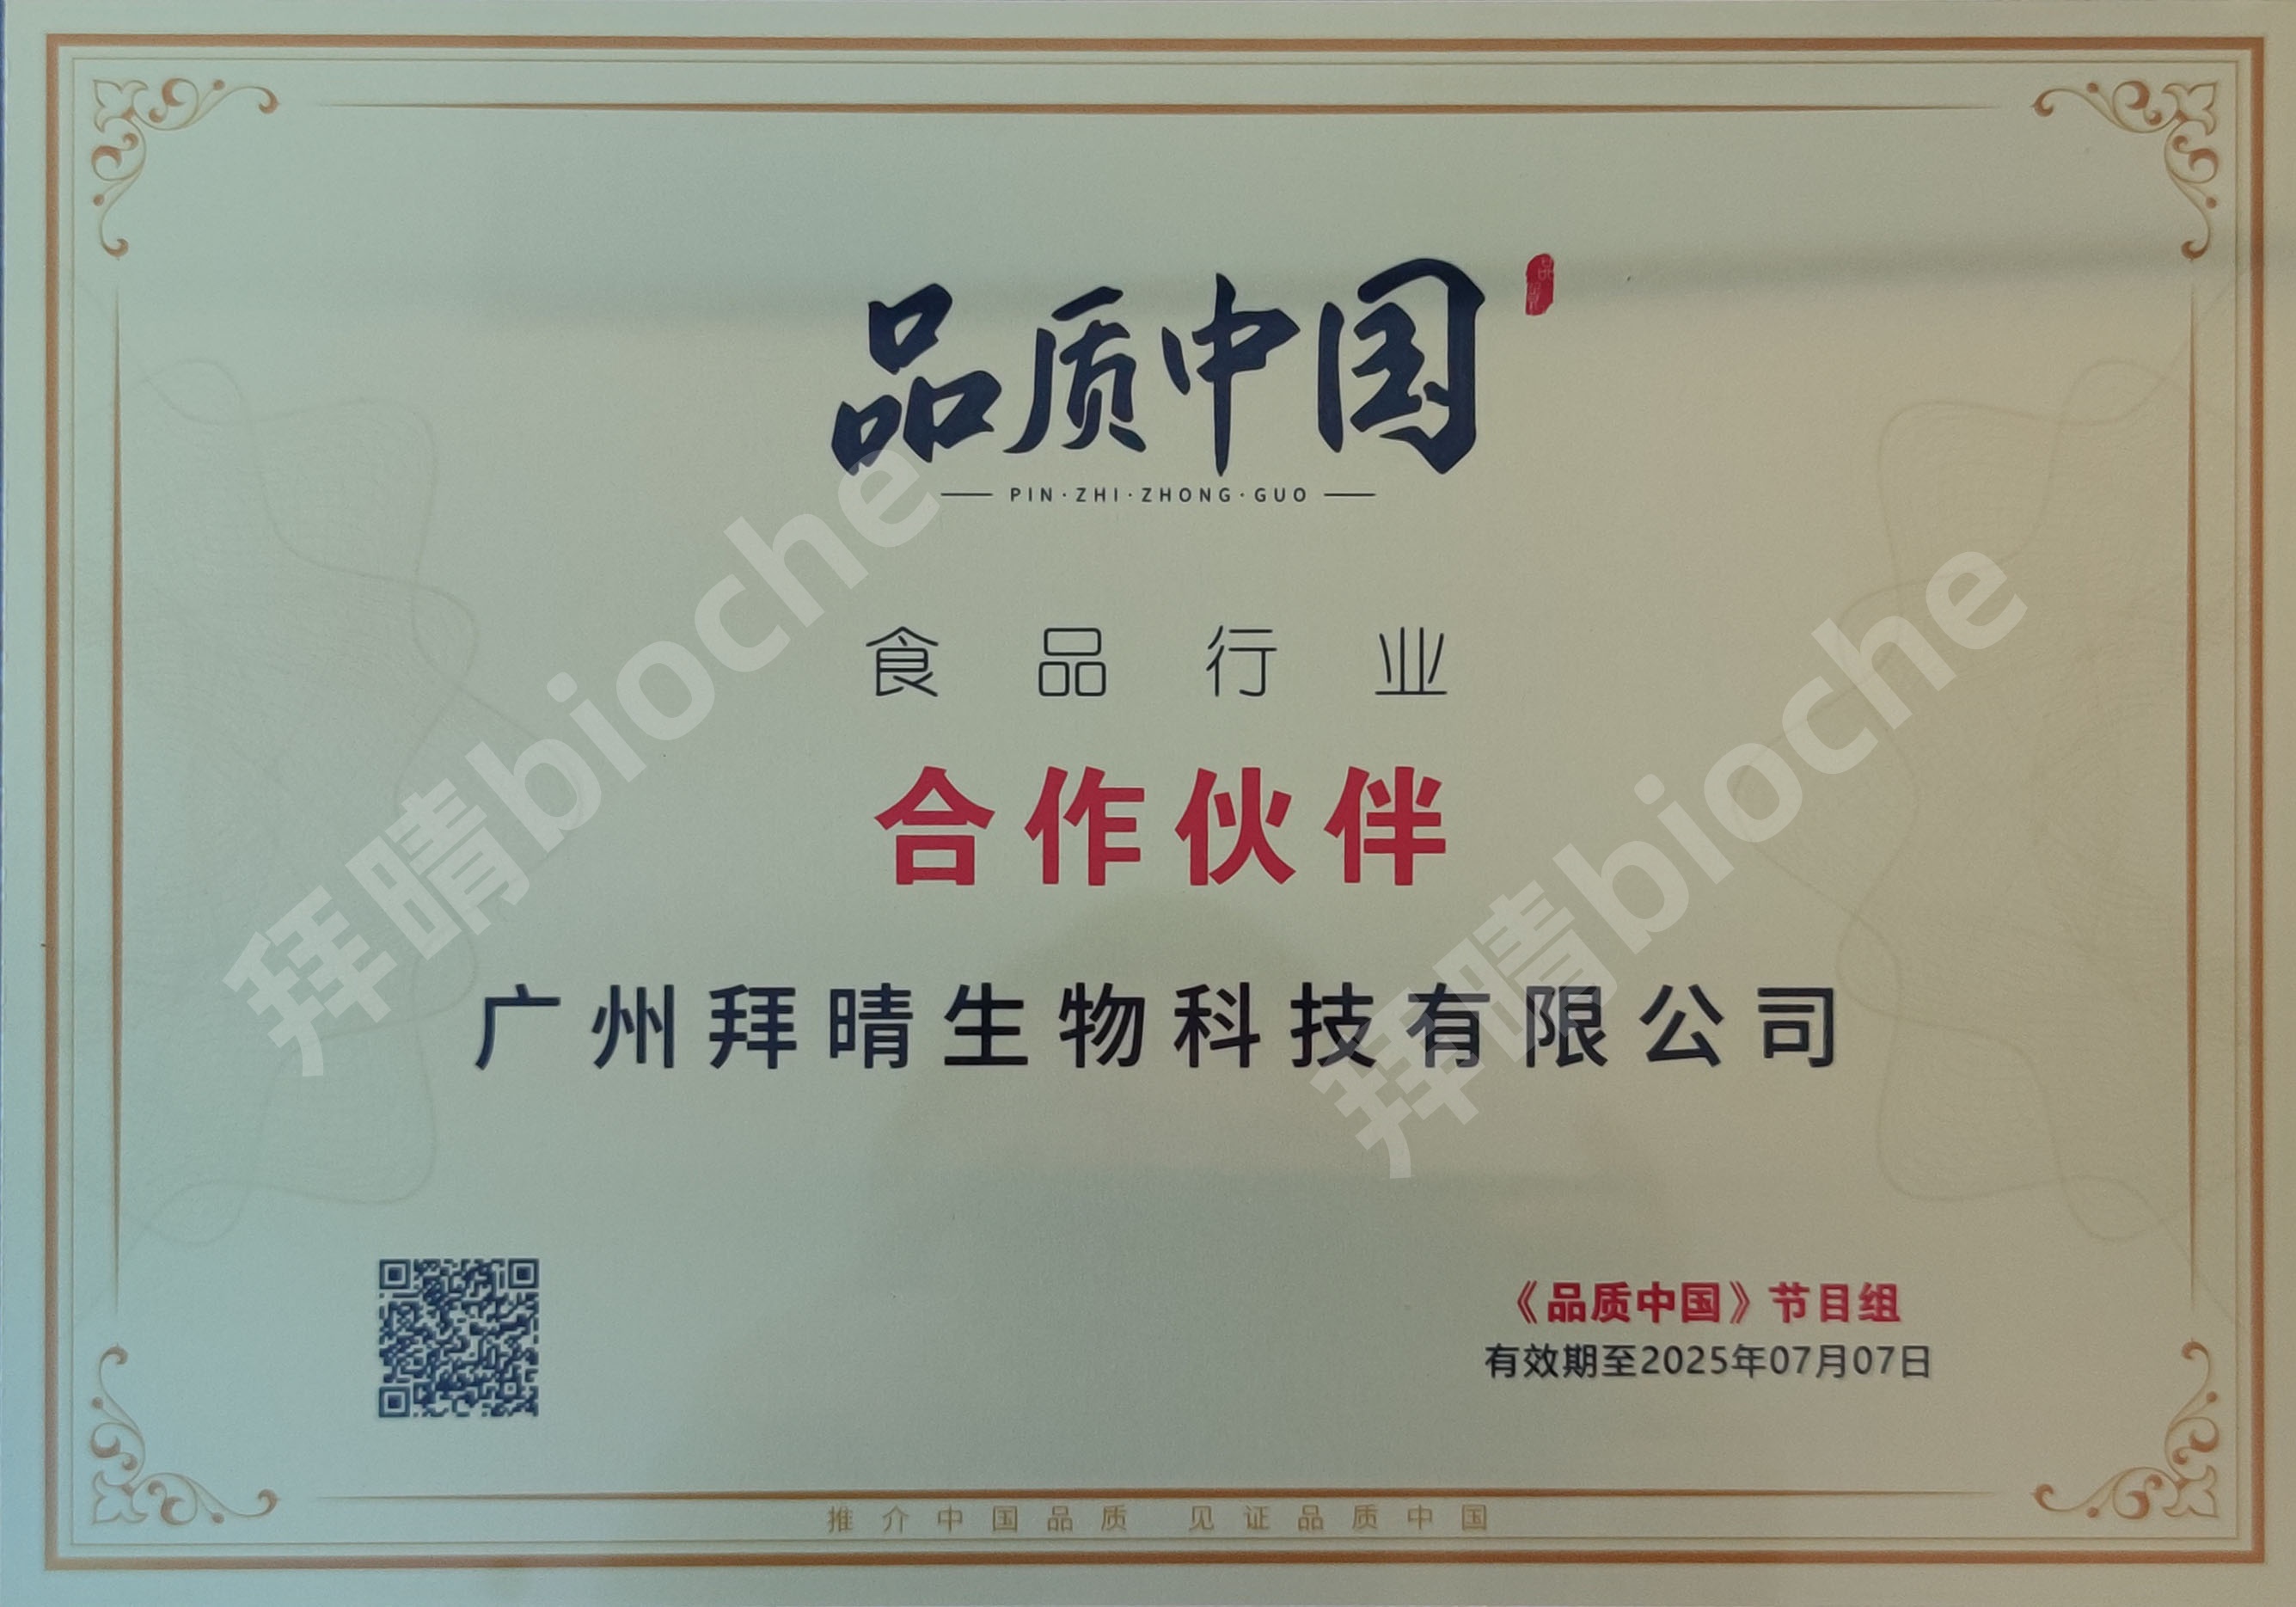 品质中国
品质
PIN·ZHI·ZHONG·GUO
食品行业
合作伙伴
广州拜晴生物科技有限公司
拜晴bioche
拜晴bioche
《品质中国》节目组
有效期至2025年07月07日
推介中国品质 见证品质中国